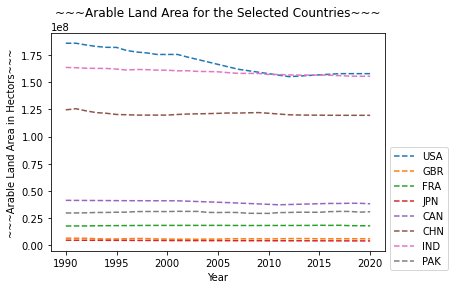 ~~~Arable Land Area for the Selected Countries~~~
1e8
1.75
1.50
1.25
1.00
0.75
0.50
0.25
0.00
~~~Arable Land Area in Hectors~~~
1990 1995 2000 2005 2010 2015 2020
Year
USA
GBR
FRA
JPN
CAN
CHN
IND
PAK